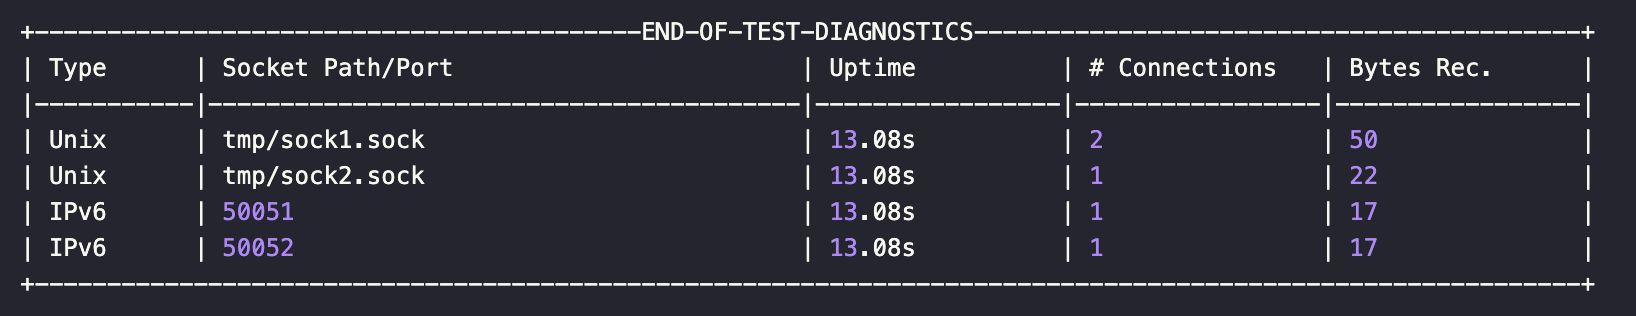 +------------------------------------------END-OF-TEST-DIAGNOSTICS------------------------------------------+
| Type      | Socket Path/Port                        | Uptime          | # Connections   | Bytes Rec.      |
|-----------|-----------------------------------------|-----------------|-----------------|-----------------|
| Unix      | tmp/sock1.sock                          | 13.08s          | 2               | 50              |
| Unix      | tmp/sock2.sock                          | 13.08s          | 1               | 22              |
| IPv6      | 50051                                   | 13.08s          | 1               | 17              |
| IPv6      | 50052                                   | 13.08s          | 1               | 17              |
+-----------------------------------------------------------------------------------------------------------+